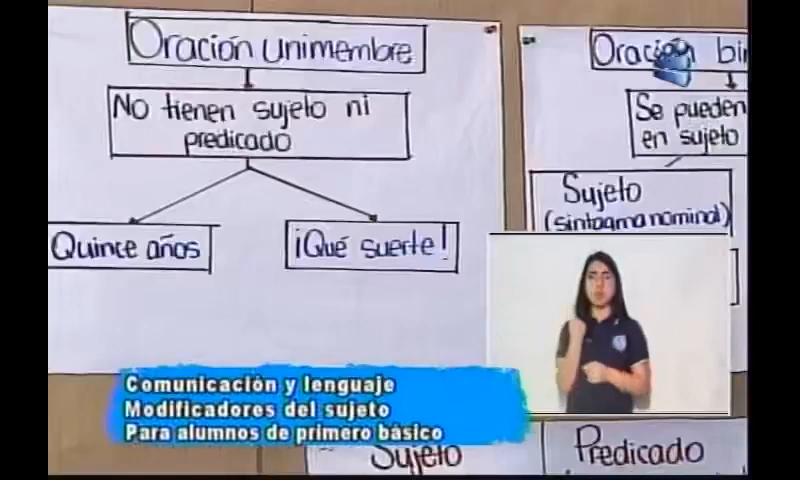 Oración unimembre
No tienen sujeto ni
predicado
Quince años
¡Qué suerte!
Oración
Se pueden
en sujeto
Sujeto
(sintagma nominal)
Comunicación y lenguaje
Modificadores del sujeto
Para alumnos de primero básico
Sujeto
Predicado